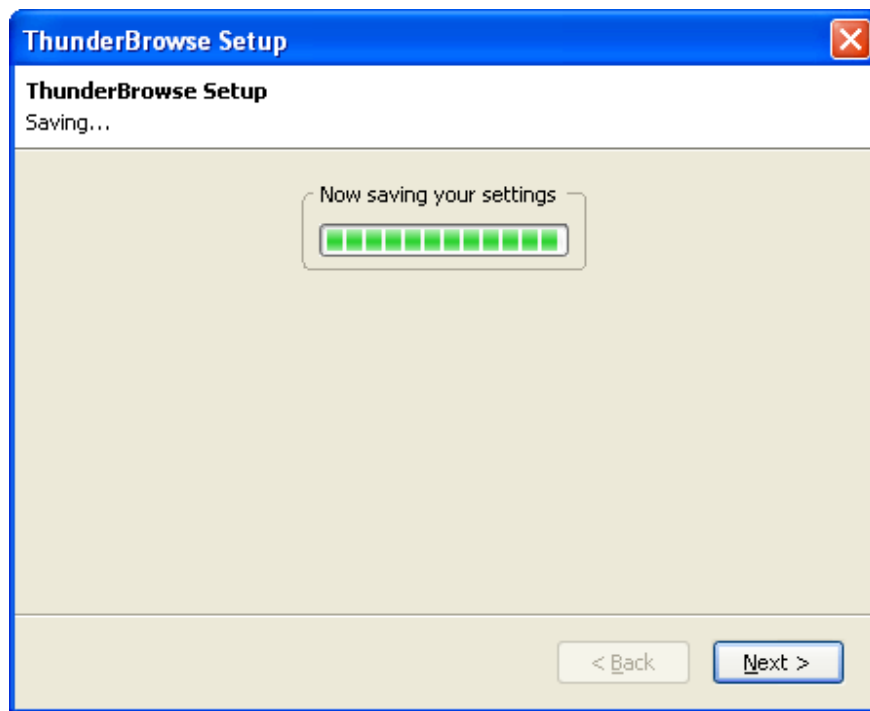 ThunderBrowse Setup
ThunderBrowse Setup
Saving...
Now saving your settings
< Back
Next >